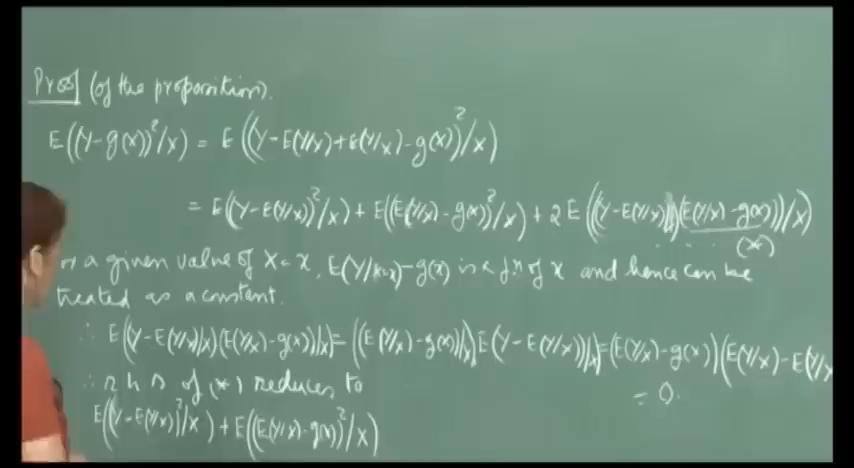 Proof (of the proposition).
E((Y-g(X))²/X) = E((Y-E(Y/X)+E(Y/X)-g(X))²/X)
= E((Y-E(Y/X))²/X) + E((E(Y/X)-g(X))²/X) + 2E((Y-E(Y/X))(E(Y/X)-g(X))/X)
(*)
a given value of X=x, E(Y/X=x)-g(x) is a fn of x and hence can be
treated as a constant.
∴ E((Y-E(Y/X)/X)(E(Y/X)-g(X))/X) = ((E(Y/X)-g(X))/X) E(Y-E(Y/X))/X) = (E(Y/X)-g(X))(E(Y/X)-E(Y/X
= 0.
∴ r h s of (*) reduces to
E((Y-E(Y/X))²/X) + E((E(Y/X)-g(X))²/X)